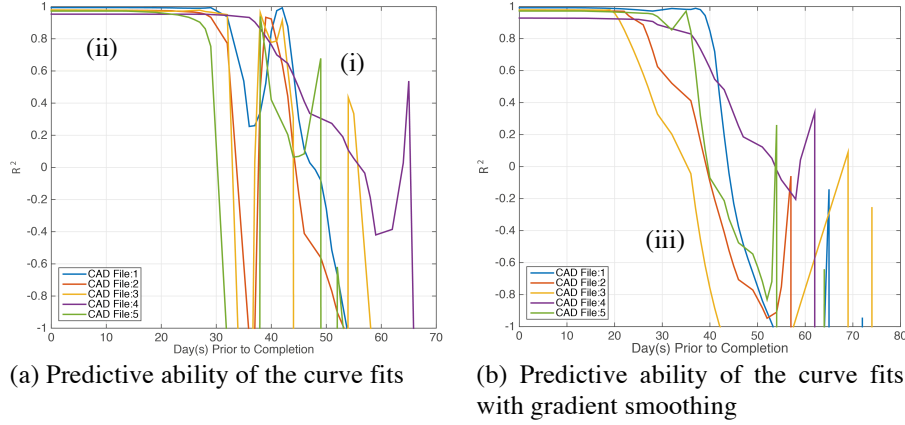 1
0.8
0.6
0.4
0.2
0
-0.2
-0.4
-0.6
-0.8
-1
R²
(ii)
(i)
CAD File:1
CAD File:2
CAD File:3
CAD File:4
CAD File:5
0 10 20 30 40 50 60 70
Day(s) Prior to Completion
(a) Predictive ability of the curve fits
1
0.8
0.6
0.4
0.2
0
-0.2
-0.4
-0.6
-0.8
-1
R²
(iii)
CAD File:1
CAD File:2
CAD File:3
CAD File:4
CAD File:5
0 10 20 30 40 50 60 70 80
Day(s) Prior to Completion
(b) Predictive ability of the curve fits
with gradient smoothing